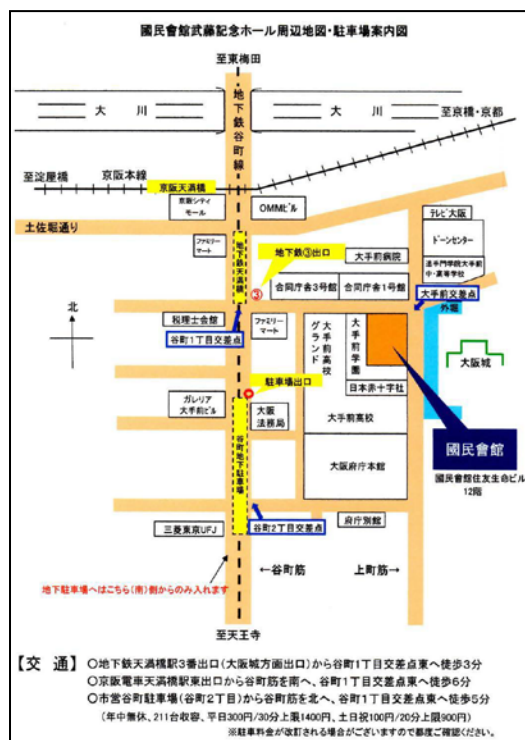 國民會館武藤記念ホール周辺地図・駐車場案内図
至東梅田
大　川
地下鉄谷町線
大　川
至京橋・京都
至淀屋橋
京阪本線
京阪天満橋
京阪シティモール
OMMビル
土佐堀通り
ファミリーマート
地下鉄天満橋
地下鉄③出口
③
大手前病院
テレビ大阪
ドーンセンター
追手門学院大手前中・高等学校
合同庁舎3号館
合同庁舎1号館
大手前交差点
外堀
北
税理士会館
谷町1丁目交差点
ファミリーマート
大手前高校グランド
大手前学園
大阪城
駐車場出口
日本赤十字社
ガレリア大手前ビル
大阪法務局
大手前高校
國民會館
谷町地下駐車場
大阪府庁本館
國民會館住友生命ビル
12階
三菱東京UFJ
谷町2丁目交差点
府庁別館
←谷町筋
上町筋→
地下駐車場へはこちら(南)側からのみ入れます
至天王寺
【交　通】 ○地下鉄天満橋駅3番出口(大阪城方面出口)から谷町1丁目交差点東へ徒歩3分
○京阪電車天満橋駅東出口から谷町筋を南へ、谷町1丁目交差点東へ徒歩6分
○市営谷町駐車場(谷町2丁目)から谷町筋を北へ、谷町1丁目交差点東へ徒歩5分
(年中無休、211台収容、平日300円/30分上限1400円、土日祝100円/20分上限900円)
※駐車料金が改訂される場合がございますので都度ご確認ください。